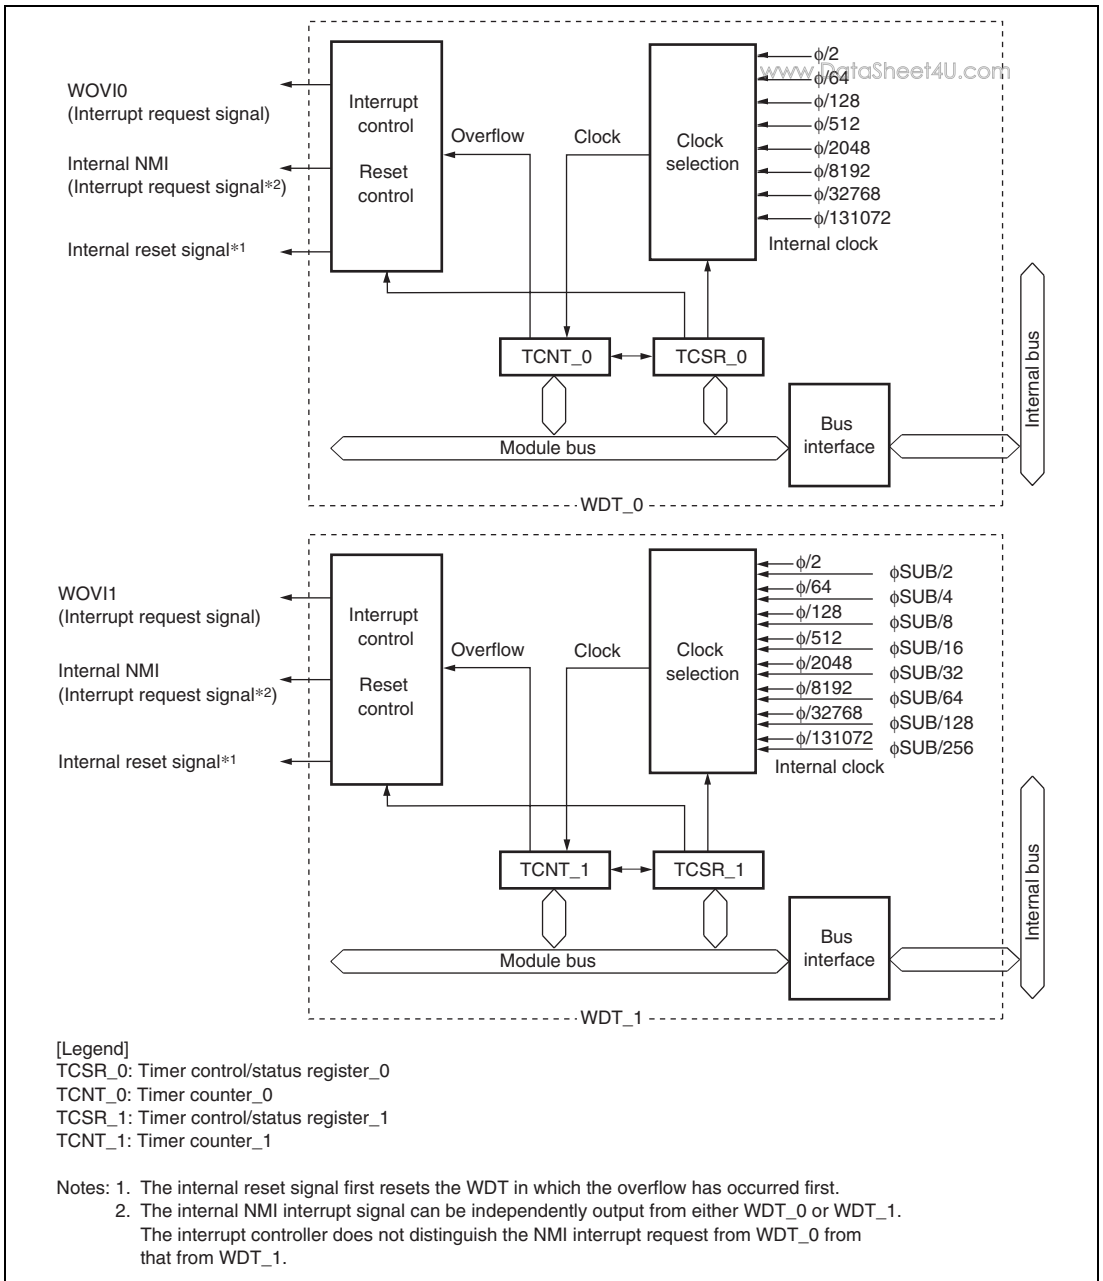 WOVI0
(Interrupt request signal)
Internal NMI
(Interrupt request signal*2)
Internal reset signal*1
Interrupt
control
Reset
control
Overflow
Clock
Clock
selection
ϕ/2
www.DataSheet4U.com
ϕ/64
ϕ/128
ϕ/512
ϕ/2048
ϕ/8192
ϕ/32768
ϕ/131072
Internal clock
TCNT_0
TCSR_0
Module bus
Bus
interface
Internal bus
WDT_0
WOVI1
(Interrupt request signal)
Internal NMI
(Interrupt request signal*2)
Internal reset signal*1
Interrupt
control
Reset
control
Overflow
Clock
Clock
selection
ϕ/2
ϕSUB/2
ϕ/64
ϕSUB/4
ϕ/128
ϕSUB/8
ϕ/512
ϕSUB/16
ϕ/2048
ϕSUB/32
ϕ/8192
ϕSUB/64
ϕ/32768
ϕSUB/128
ϕ/131072
ϕSUB/256
Internal clock
TCNT_1
TCSR_1
Module bus
Bus
interface
Internal bus
WDT_1
[Legend]
TCSR_0: Timer control/status register_0
TCNT_0: Timer counter_0
TCSR_1: Timer control/status register_1
TCNT_1: Timer counter_1
Notes: 1. The internal reset signal first resets the WDT in which the overflow has occurred first.
2. The internal NMI interrupt signal can be independently output from either WDT_0 or WDT_1.
The interrupt controller does not distinguish the NMI interrupt request from WDT_0 from
that from WDT_1.